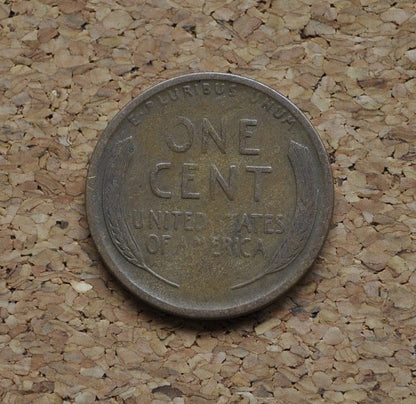 E·PLURIBUS·UNUM
ONE
CENT
UNITED STATES
OF AMERICA